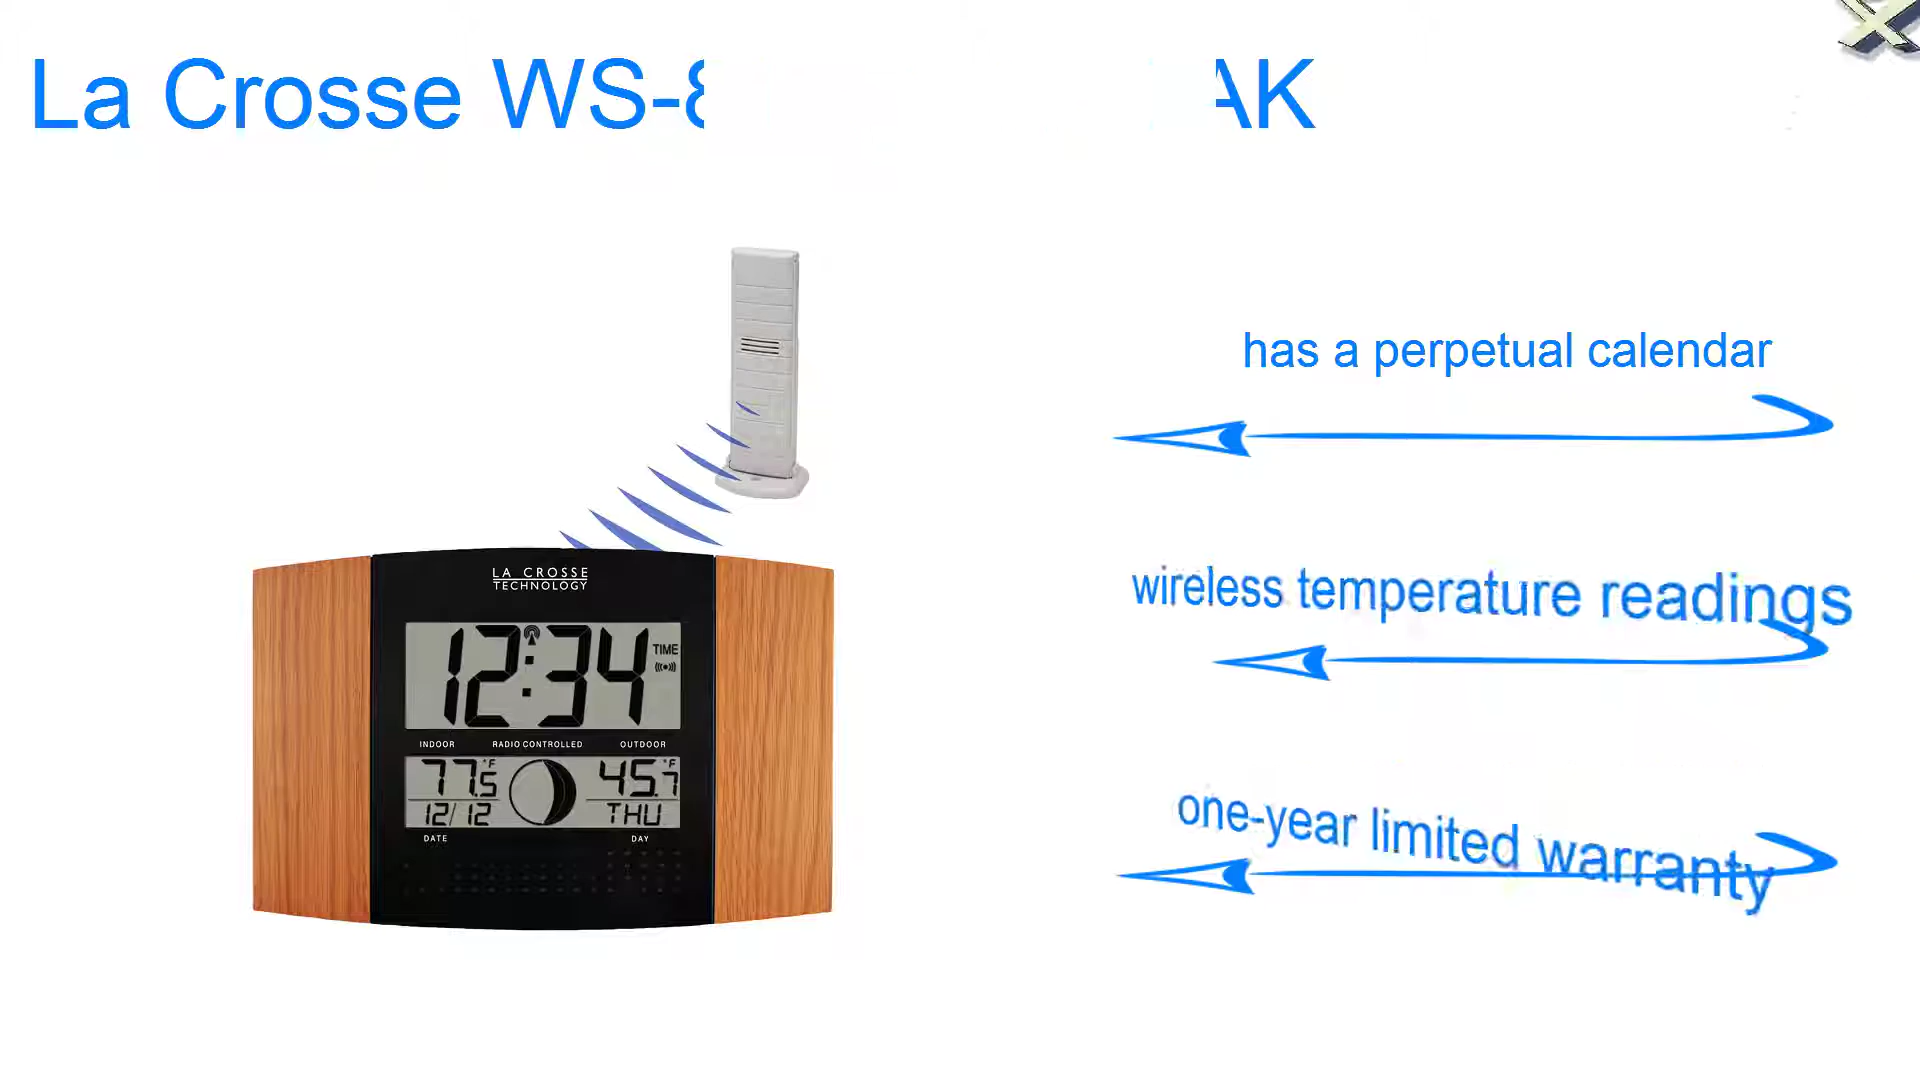 La Crosse WS-8
AK
has a perpetual calendar
wireless temperature readings
one-year limited warranty
LA CROSSE
TECHNOLOGY
12:34 TIME
INDOOR RADIO CONTROLLED OUTDOOR
77.5 °F 45.7 °F
12/12 THU
DATE DAY